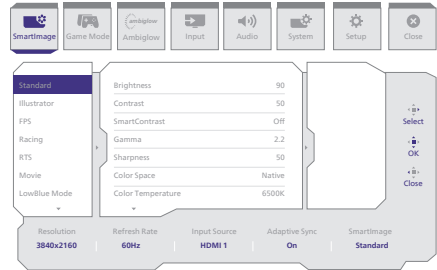 SmartImage
Game Mode
ambiglow
Ambiglow
Input
Audio
System
Setup
Close
Standard
Illustrator
FPS
Racing
RTS
Movie
LowBlue Mode
Brightness 90
Contrast 50
SmartContrast Off
Gamma 2.2
Sharpness 50
Color Space Native
Color Temperature 6500K
Select
OK
Close
Resolution Refresh Rate Input Source Adaptive Sync SmartImage
3840x2160 60Hz HDMI 1 On Standard